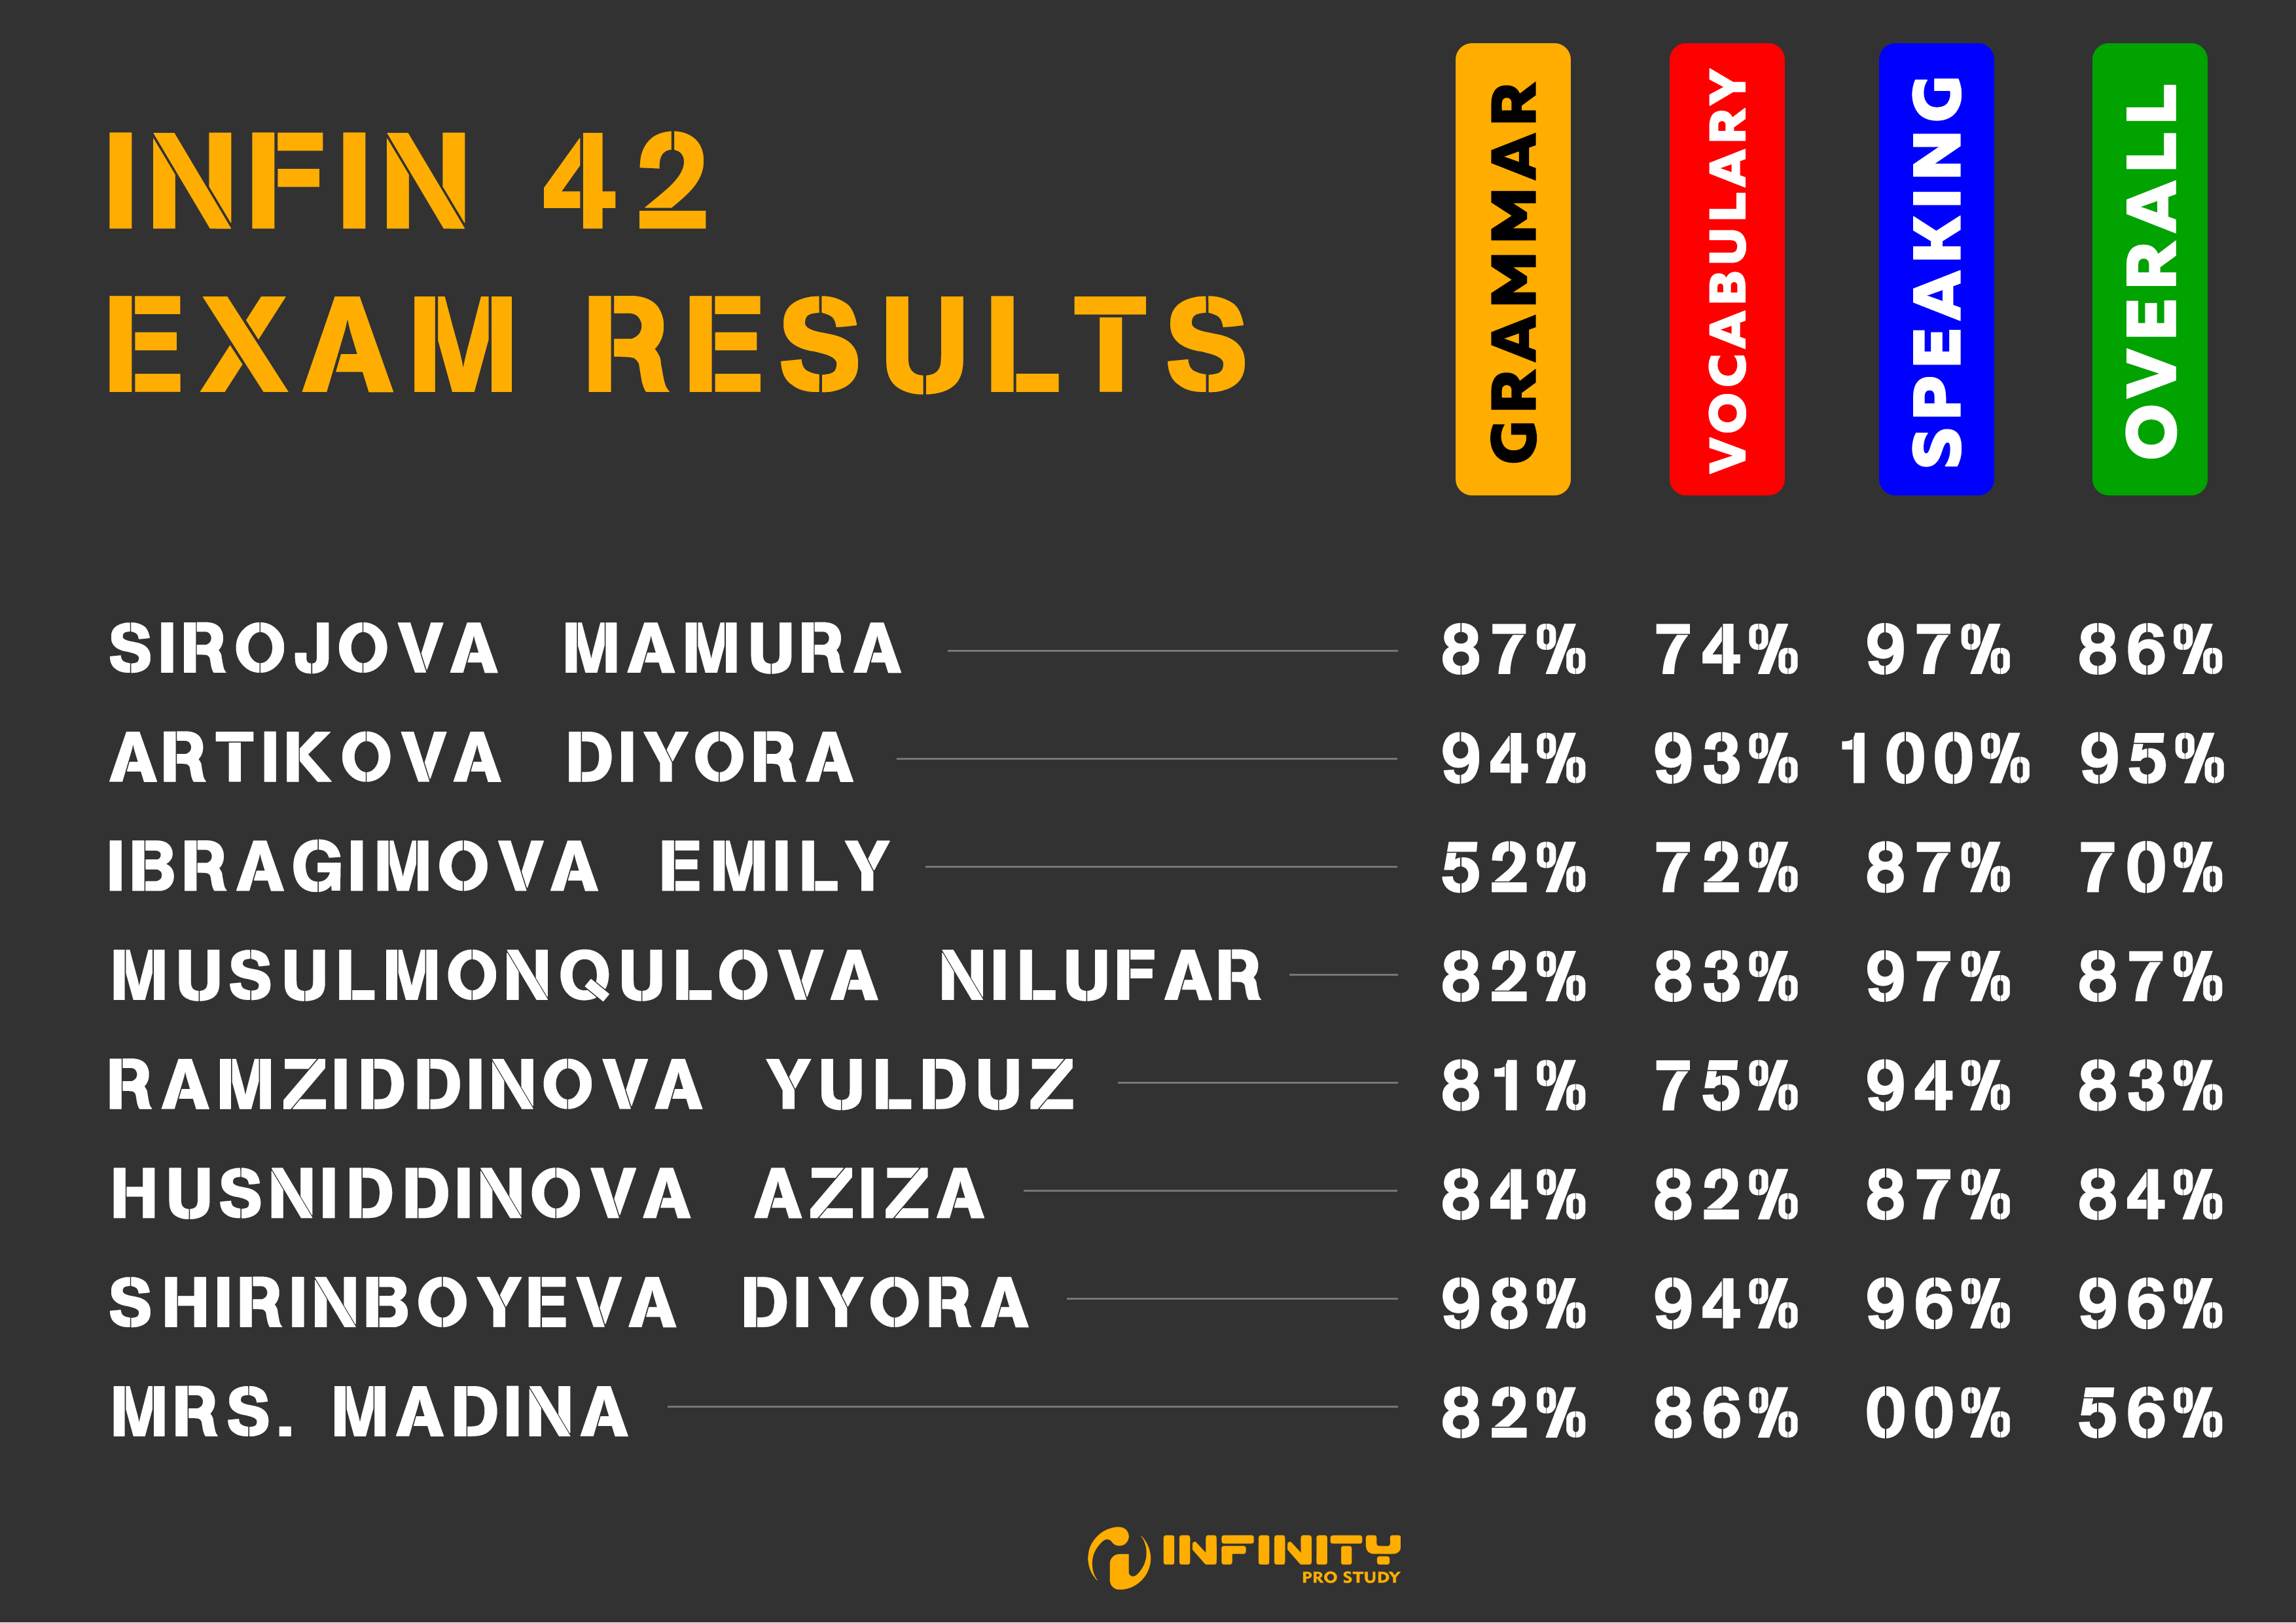 INFIN 42
EXAM RESULTS
GRAMMAR
VOCABULARY
SPEAKING
OVERALL
SIROJOVA MAMURA 87% 74% 97% 86%
ARTIKOVA DIYORA 94% 93% 100% 95%
IBRAGIMOVA EMILY 52% 72% 87% 70%
MUSULMONQULOVA NILUFAR 82% 83% 97% 87%
RAMZIDDINOVA YULDUZ 81% 75% 94% 83%
HUSNIDDINOVA AZIZA 84% 82% 87% 84%
SHIRINBOYEVA DIYORA 98% 94% 96% 96%
MRS. MADINA 82% 86% 00% 56%
INFINITY
PRO STUDY